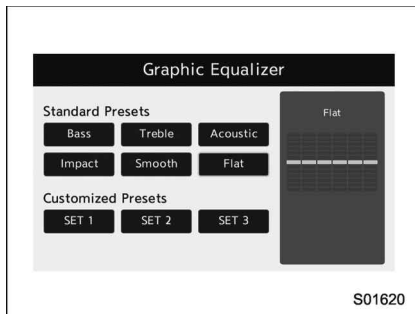 Graphic Equalizer
Standard Presets
Bass Treble Acoustic
Impact Smooth Flat
Customized Presets
SET 1 SET 2 SET 3
Flat
S01620